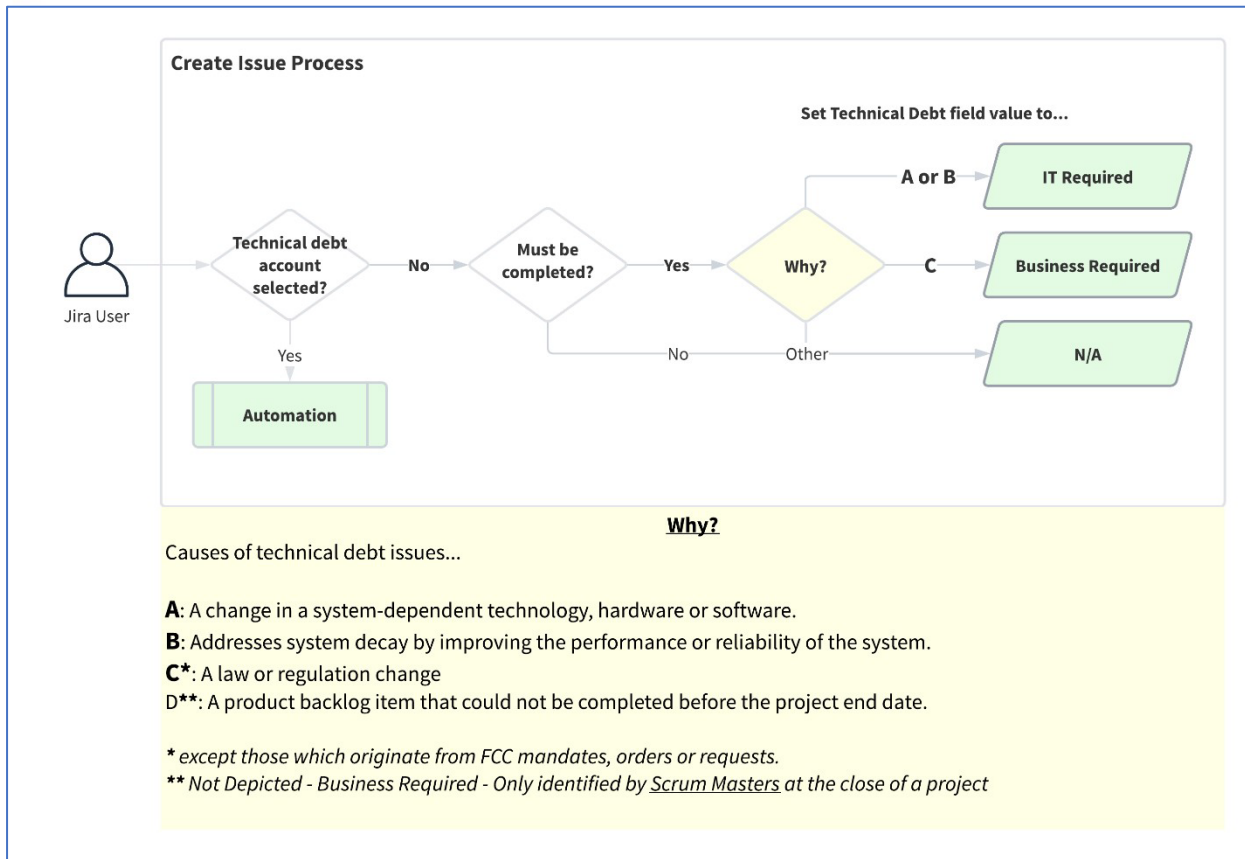 Create Issue Process
Set Technical Debt field value to...
A or B
IT Required
Technical debt
account
selected?
No
Must be
completed?
Yes
Why?
C
Business Required
Jira User
Yes
No
Other
N/A
Automation
Why?
Causes of technical debt issues...
A: A change in a system-dependent technology, hardware or software.
B: Addresses system decay by improving the performance or reliability of the system.
C*: A law or regulation change
D**: A product backlog item that could not be completed before the project end date.
* except those which originate from FCC mandates, orders or requests.
** Not Depicted - Business Required - Only identified by Scrum Masters at the close of a project